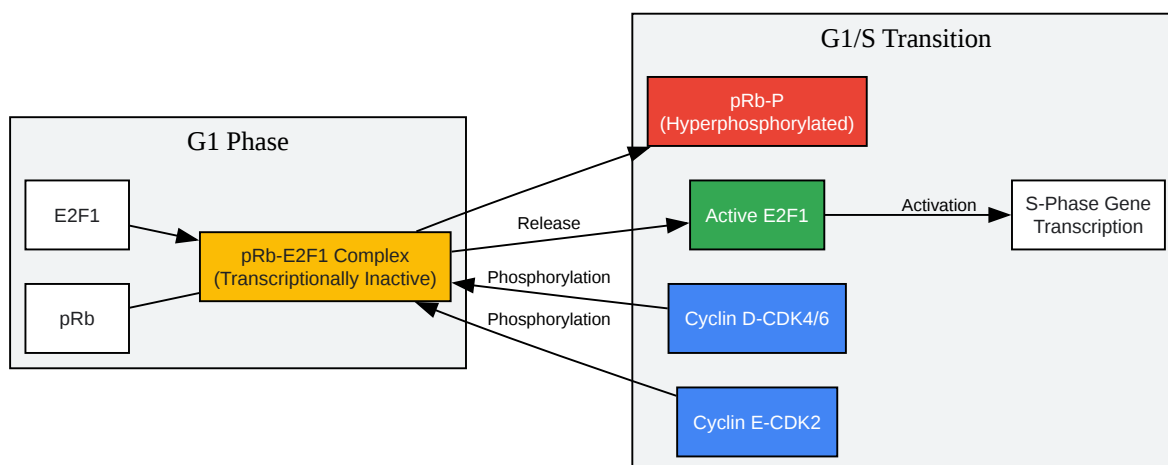 G1 Phase
E2F1
pRb
pRb-E2F1 Complex
(Transcriptionally Inactive)
Release
Phosphorylation
Phosphorylation
G1/S Transition
pRb-P
(Hyperphosphorylated)
Active E2F1
Activation
S-Phase Gene
Transcription
Cyclin D-CDK4/6
Cyclin E-CDK2